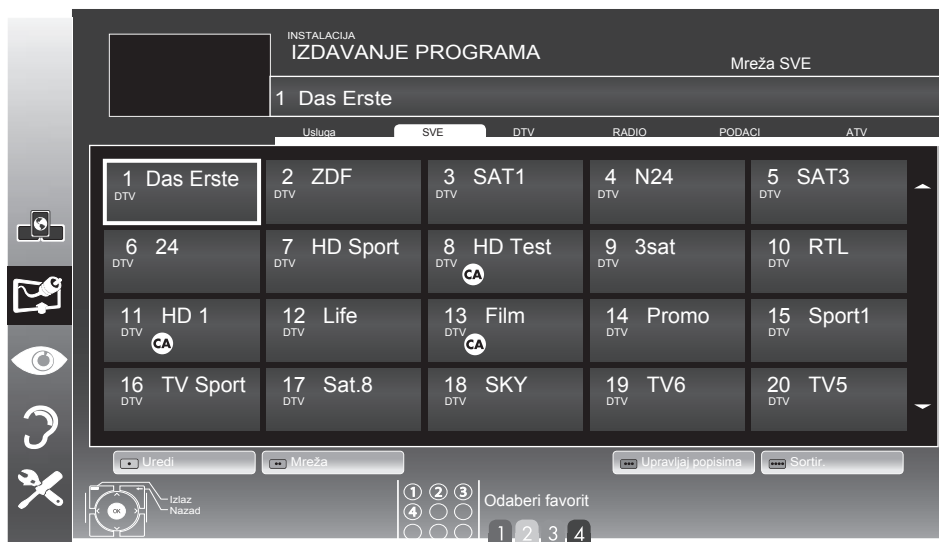 INSTALACIJA
IZDAVANJE PROGRAMA
Mreža SVE
1 Das Erste
Usluga SVE DTV RADIO PODACI ATV
1 Das Erste 2 ZDF 3 SAT1 4 N24 5 SAT3
DTV DTV DTV DTV DTV
6 24 7 HD Sport 8 HD Test 9 3sat 10 RTL
DTV DTV DTV DTV DTV
CA
11 HD 1 12 Life 13 Film 14 Promo 15 Sport1
DTV DTV DTV DTV DTV
CA CA
16 TV Sport 17 Sat.8 18 SKY 19 TV6 20 TV5
DTV DTV DTV DTV DTV
Uredi Mreža Upravljaj popisima Sortir.
Izlaz
Nazad
OK
1 2 3
4
Odaberi favorit
1 2 3 4